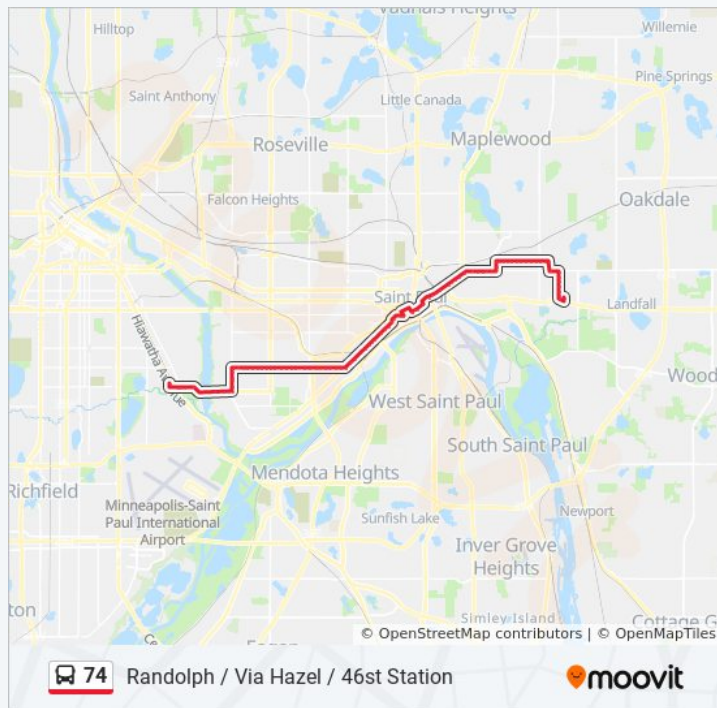 Vadnais Heights
Hilltop
Willernie
Pine Springs
Saint Anthony
Little Canada
Roseville
Maplewood
Falcon Heights
Oakdale
Saint Paul
Landfall
Hiawatha Avenue
Wood
West Saint Paul
South Saint Paul
Mendota Heights
Richfield
Minneapolis-Saint
Paul International
Airport
Newport
Sunfish Lake
Inver Grove
Heights
ton
Simley Island
Cottage G
Eagan
© OpenStreetMap contributors | © OpenMapTiles
74 Randolph / Via Hazel / 46st Station
moovit